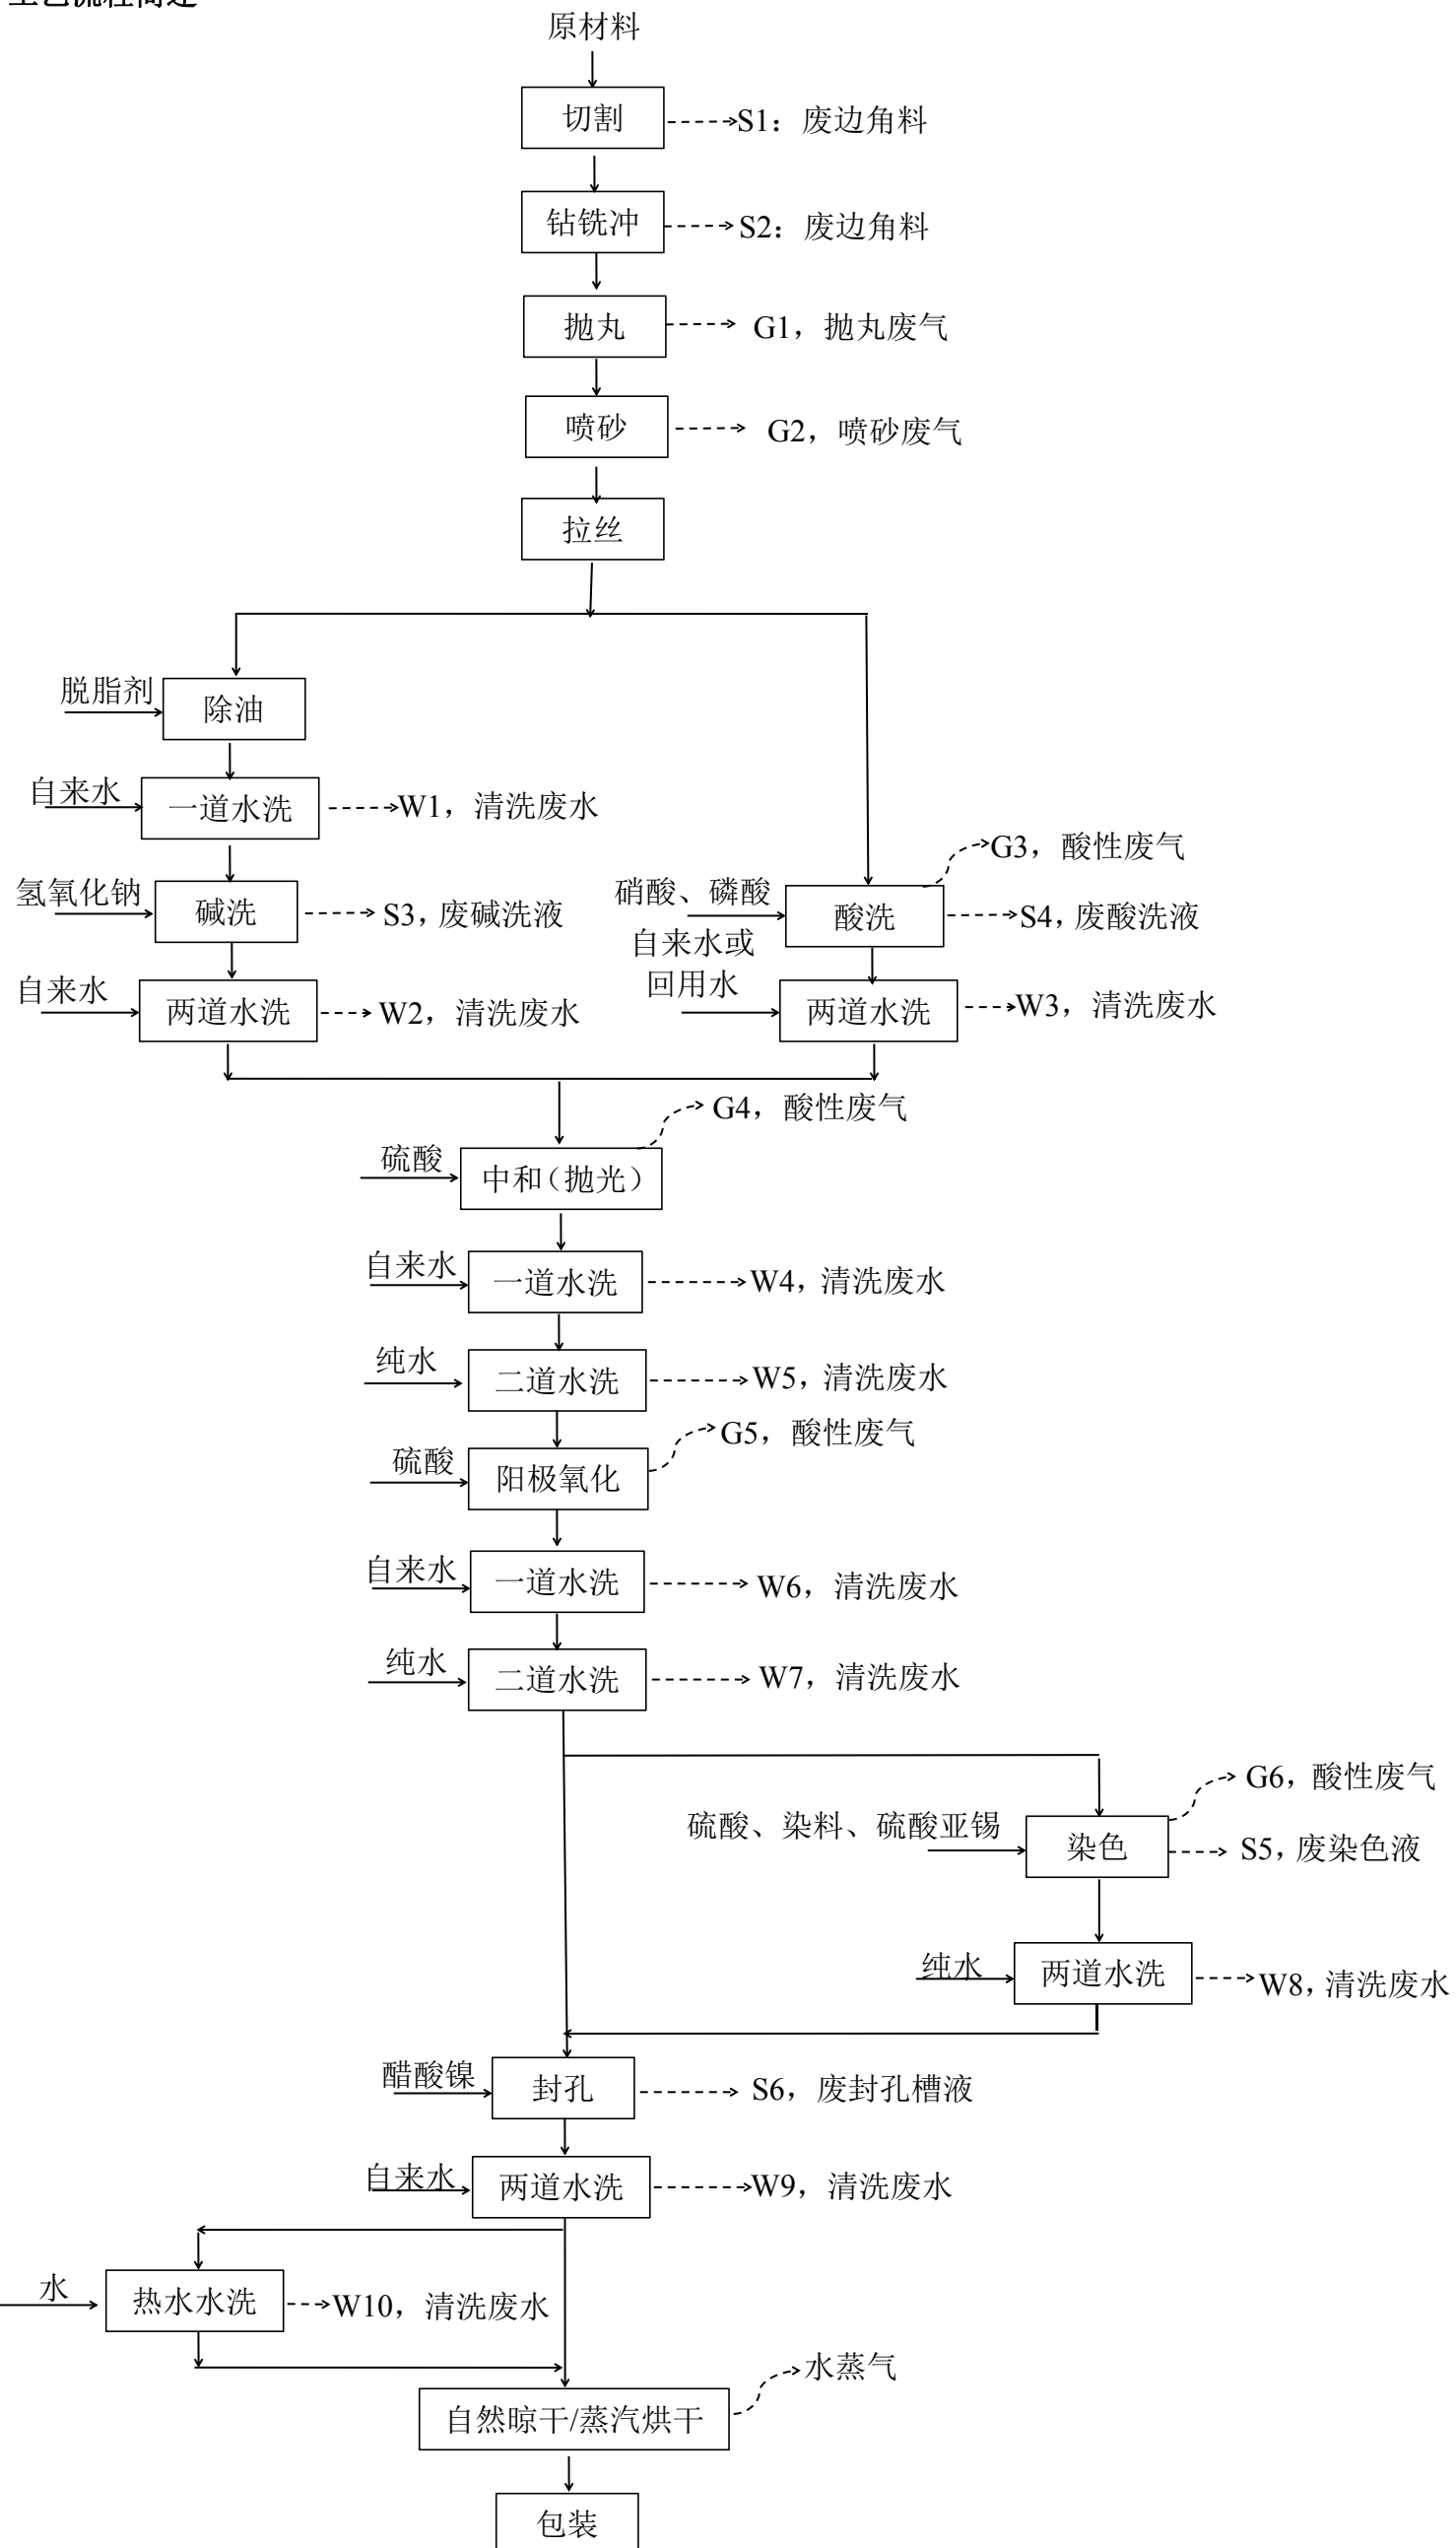 工艺流程简述
原材料
切割
S1：废边角料
钻铣冲
S2：废边角料
抛丸
G1，抛丸废气
喷砂
G2，喷砂废气
拉丝
脱脂剂
除油
自来水
一道水洗
W1，清洗废水
氢氧化钠
碱洗
S3，废碱洗液
自来水
两道水洗
W2，清洗废水
G3，酸性废气
硝酸、磷酸
酸洗
S4，废酸洗液
自来水或
回用水
两道水洗
W3，清洗废水
G4，酸性废气
硫酸
中和（抛光）
自来水
一道水洗
W4，清洗废水
纯水
二道水洗
W5，清洗废水
G5，酸性废气
硫酸
阳极氧化
自来水
一道水洗
W6，清洗废水
纯水
二道水洗
W7，清洗废水
G6，酸性废气
硫酸、染料、硫酸亚锡
染色
S5，废染色液
纯水
两道水洗
W8，清洗废水
醋酸镍
封孔
S6，废封孔槽液
自来水
两道水洗
W9，清洗废水
水
热水水洗
W10，清洗废水
水蒸气
自然晾干/蒸汽烘干
包装